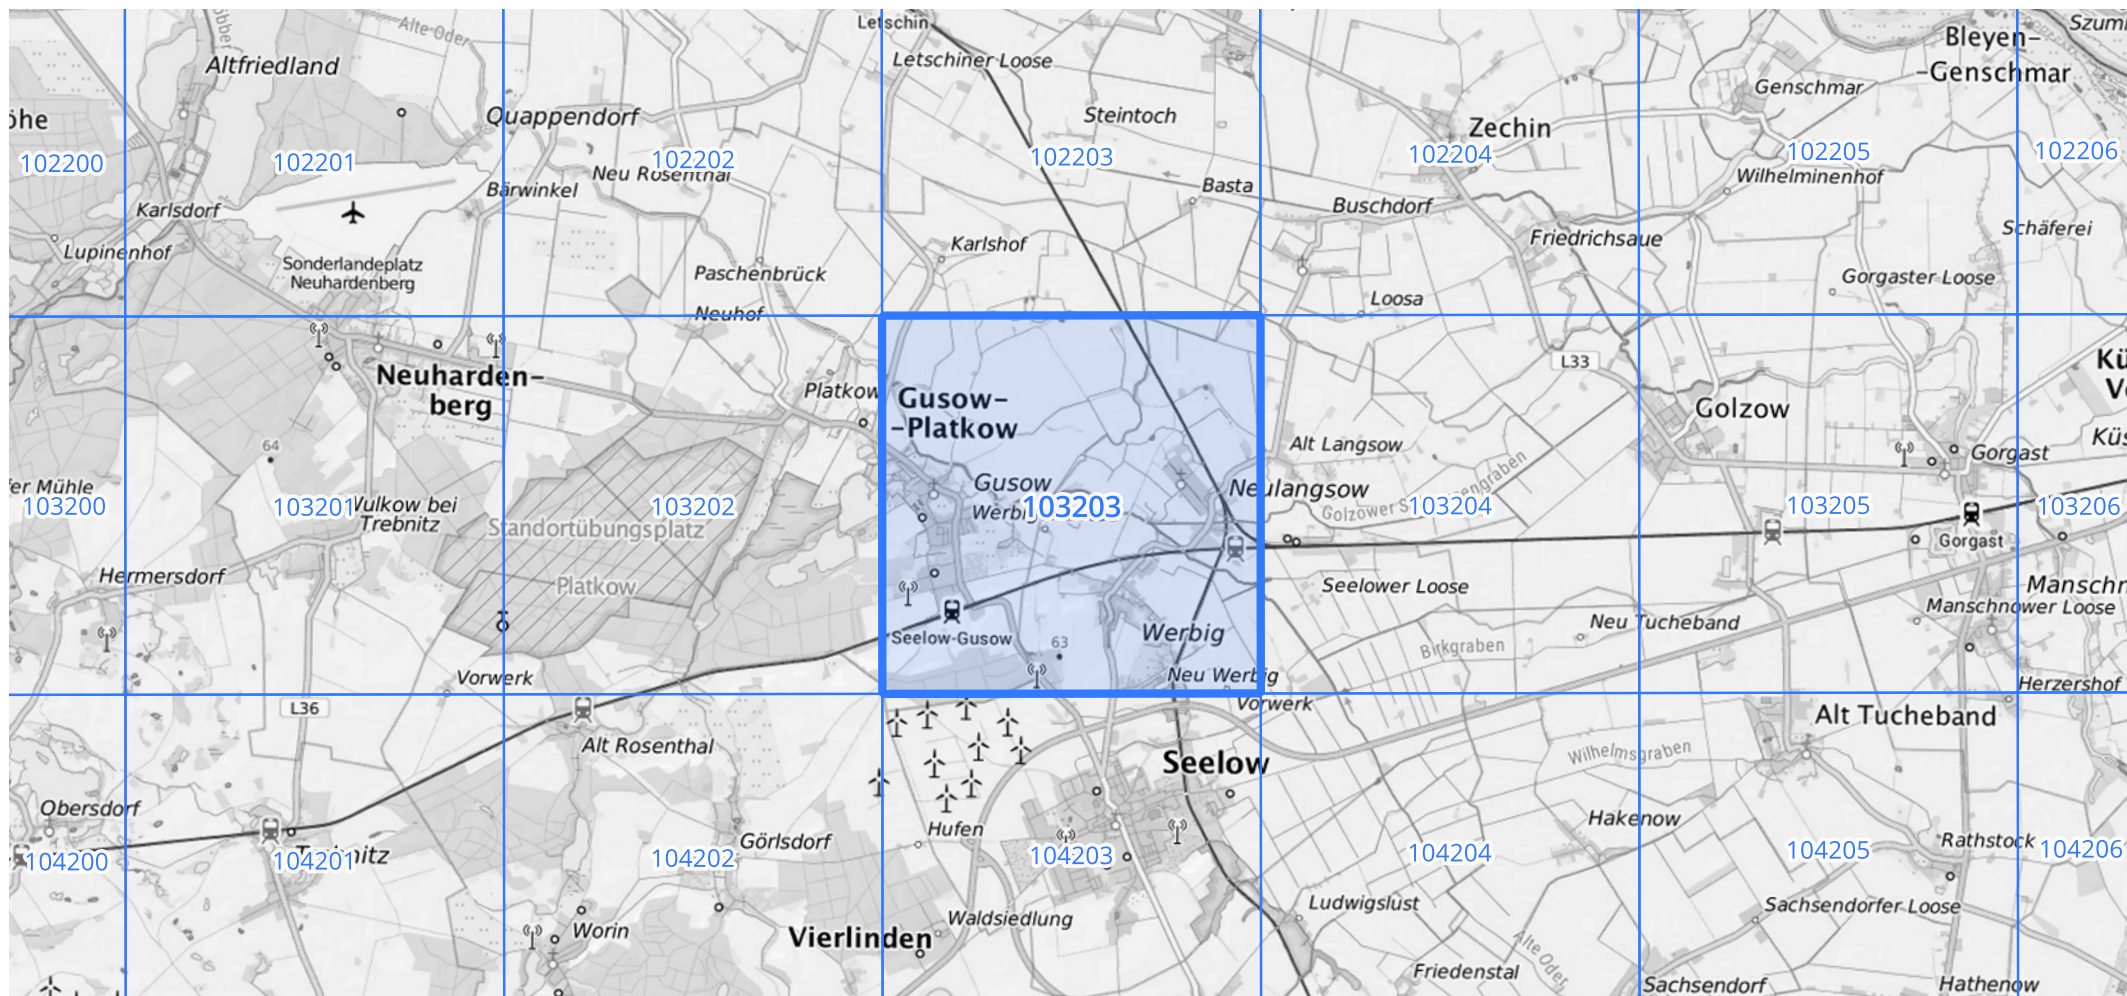 Letschin
Alte-Oder
Letschiner Loose
Bleyen-
-Genschmar
Altfriedland
Genschmar
Quappendorf
Steintoch
Zechin
102200
102201
102202
102203
102204
102205
102206
Neu Rosenthal
Bärwinkel
Basta
Wilhelminenhof
Karlsdorf
Buschdorf
Lupinenhof
Karlshof
Friedrichsaue
Schäferei
Sonderlandeplatz
Neuhardenberg
Paschenbrück
Gorgaster Loose
Neuhof
Loosa
L33
Neuharden-
berg
Platkow
Gusow-
-Platkow
Golzow
64
Alt Langsow
Gorgast
Gusow
Neulangsow
103200
103201
103202
103203
103204
103205
103206
Wulkow bei
Trebnitz
Standortübungsplatz
Platkow
Gorgast
Hermersdorf
Seelower Loose
Manschnower Loose
Seelow-Gusow
63
Werbig
Neu Tucheband
Birkgraben
Vorwerk
Neu Werbig
Herzershof
L36
Vorwerk
Alt Tucheband
Alt Rosenthal
Wilhelmsgraben
Seelow
Obersdorf
Hufen
Hakenow
Görlsdorf
Rathstock
104200
104201
104202
104203
104204
104205
104206
Trebnitz
Waldsiedlung
Ludwigslust
Sachsendorfer Loose
Worin
Vierlinden
Alte Oder
Friedenstal
Sachsendorf
Hathenow